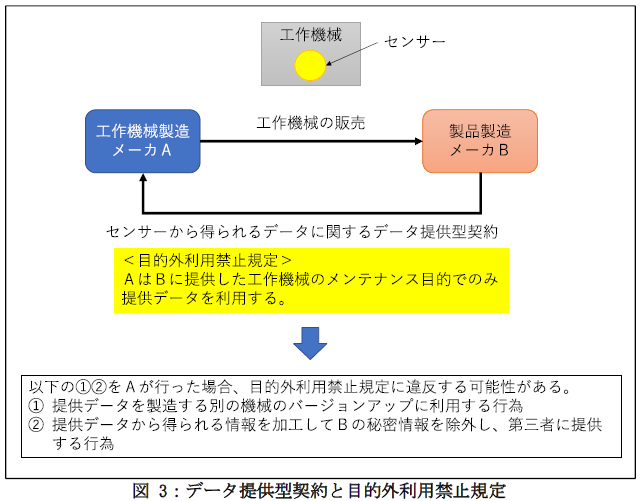 工作機械
センサー
工作機械製造
メーカA
工作機械の販売
製品製造
メーカB
センサーから得られるデータに関するデータ提供型契約
＜目的外利用禁止規定＞
AはBに提供した工作機械のメンテナンス目的でのみ
提供データを利用する。
以下の①②をAが行った場合、目的外利用禁止規定に違反する可能性がある。
① 提供データを製造する別の機械のバージョンアップに利用する行為
② 提供データから得られる情報を加工してBの秘密情報を除外し、第三者に提供
する行為
図 3：データ提供型契約と目的外利用禁止規定